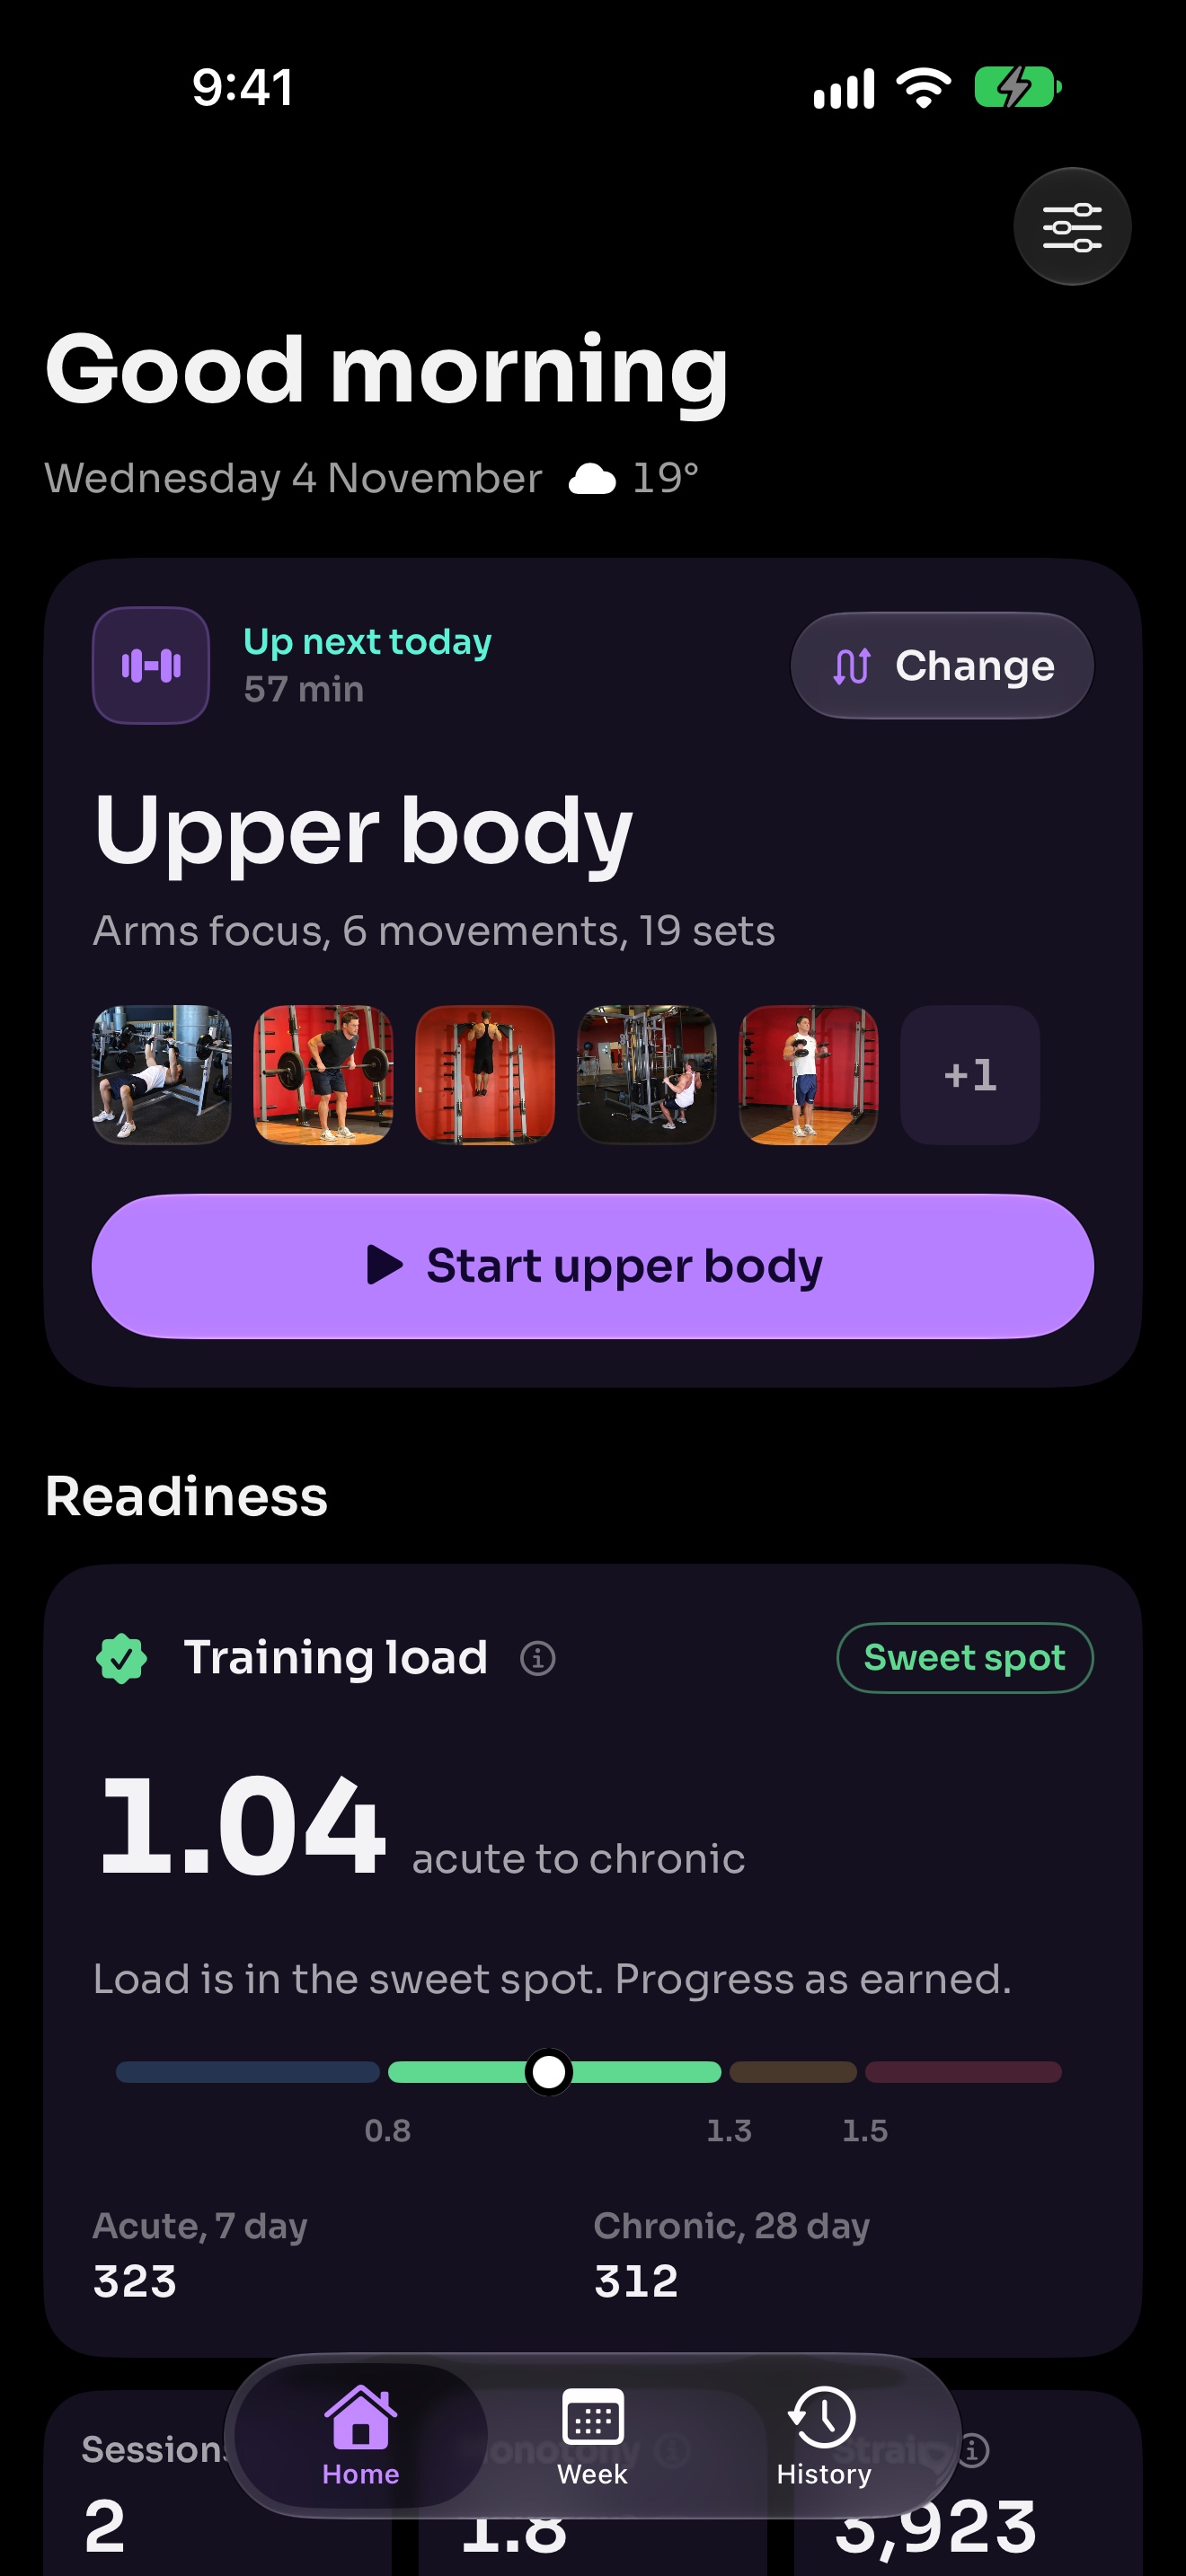 9:41
Good morning
Wednesday 4 November 19°
Up next today
57 min
Change
Upper body
Arms focus, 6 movements, 19 sets
+1
Start upper body
Readiness
Training load
Sweet spot
1.04 acute to chronic
Load is in the sweet spot. Progress as earned.
0.8 1.3 1.5
Acute, 7 day
323
Chronic, 28 day
312
Sessions
2
1.8
Strain
3,923
Home
Week
History